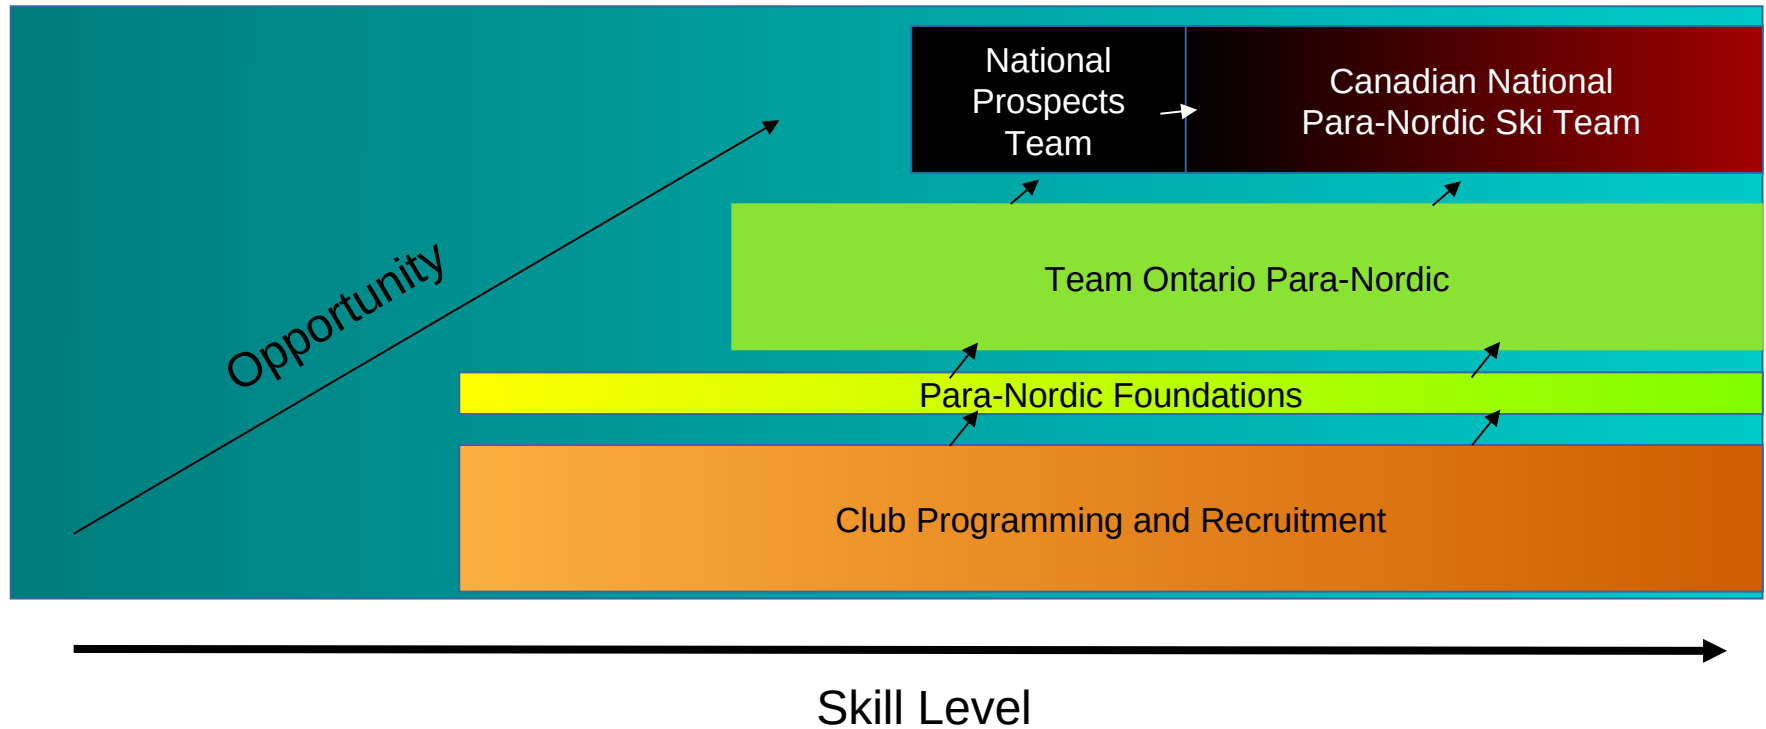 National
Prospects
Team
Canadian National
Para-Nordic Ski Team
Opportunity
Team Ontario Para-Nordic
Para-Nordic Foundations
Club Programming and Recruitment
Skill Level